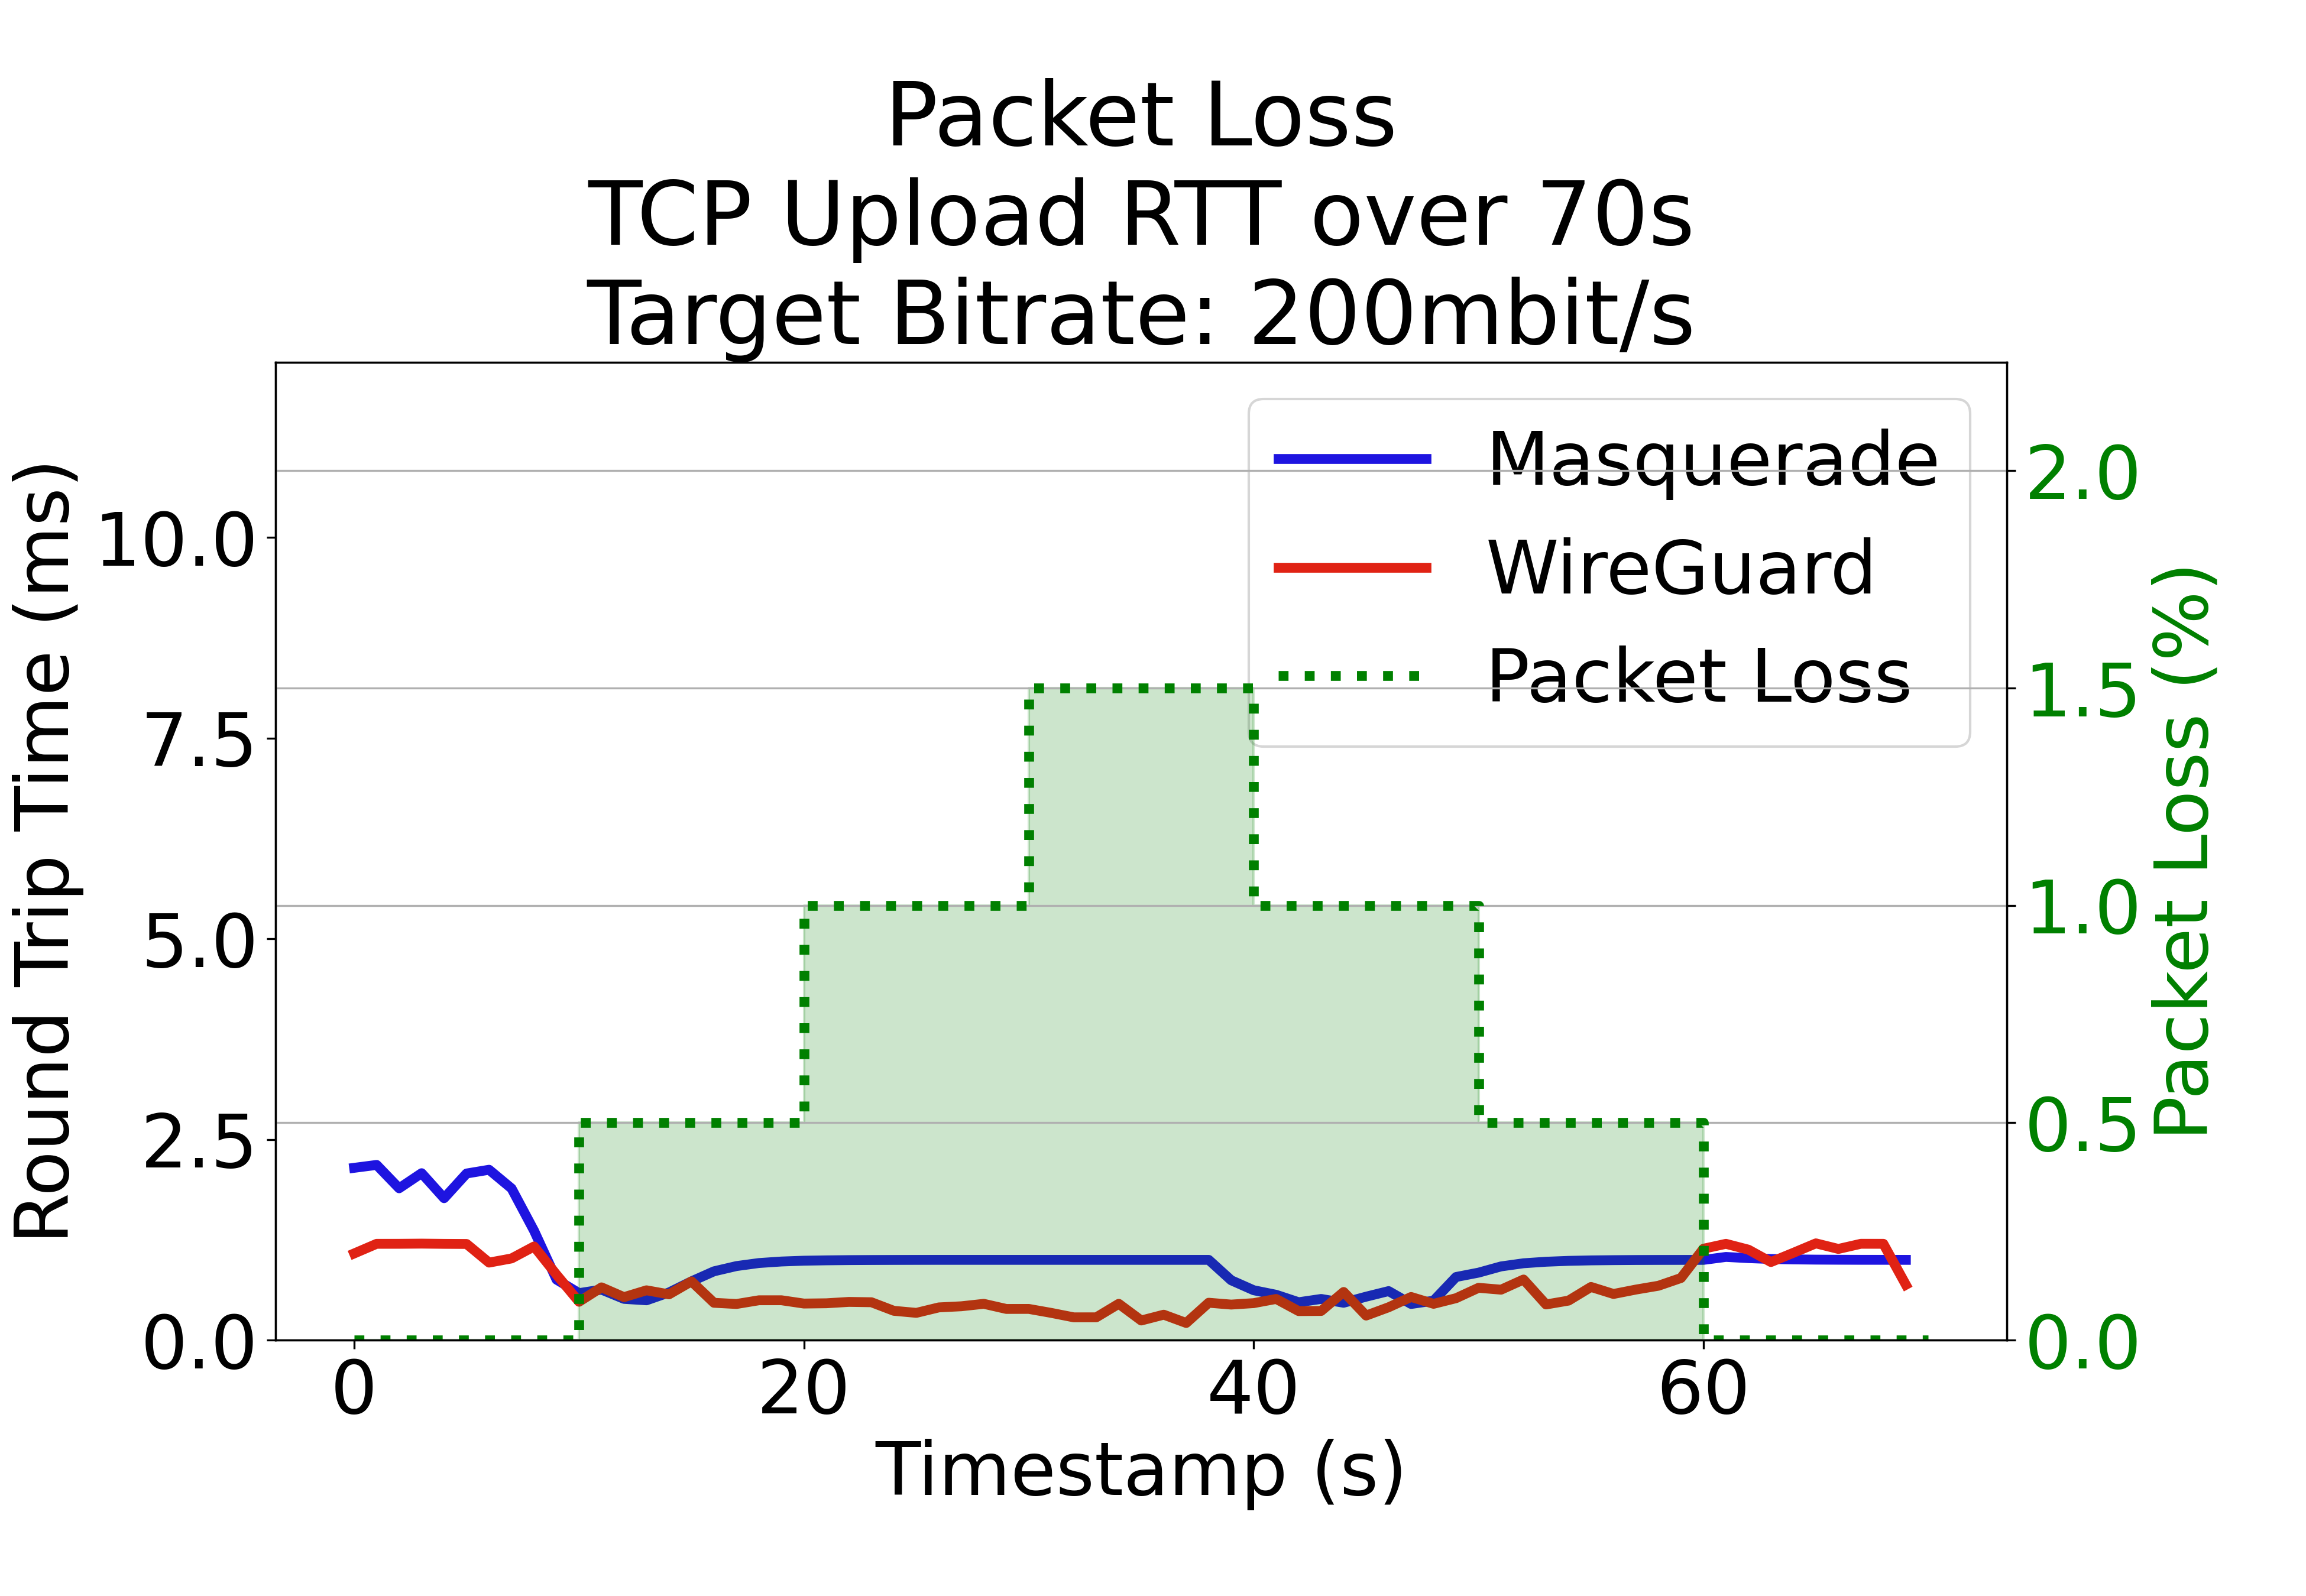 Packet Loss
TCP Upload RTT over 70s
Target Bitrate: 200mbit/s
Masquerade
WireGuard
Packet Loss
Round Trip Time (ms)
10.0
7.5
5.0
2.5
0.0
2.0
1.5
1.0
0.5
0.0
Packet Loss (%)
0 20 40 60
Timestamp (s)